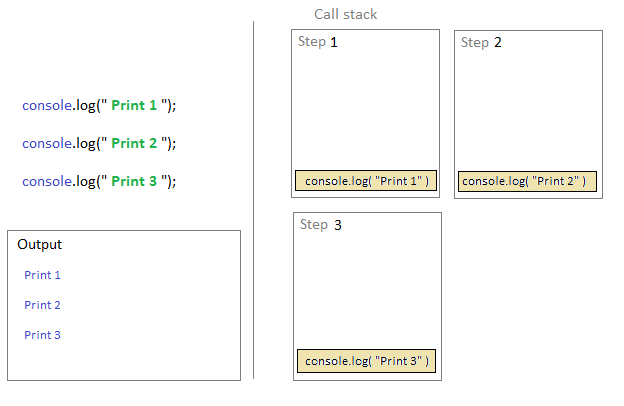 Call stack
console.log(" Print 1 ");
console.log(" Print 2 ");
console.log(" Print 3 ");
Output
Print 1
Print 2
Print 3
Step 1
console.log( "Print 1" )
Step 2
console.log( "Print 2" )
Step 3
console.log( "Print 3" )